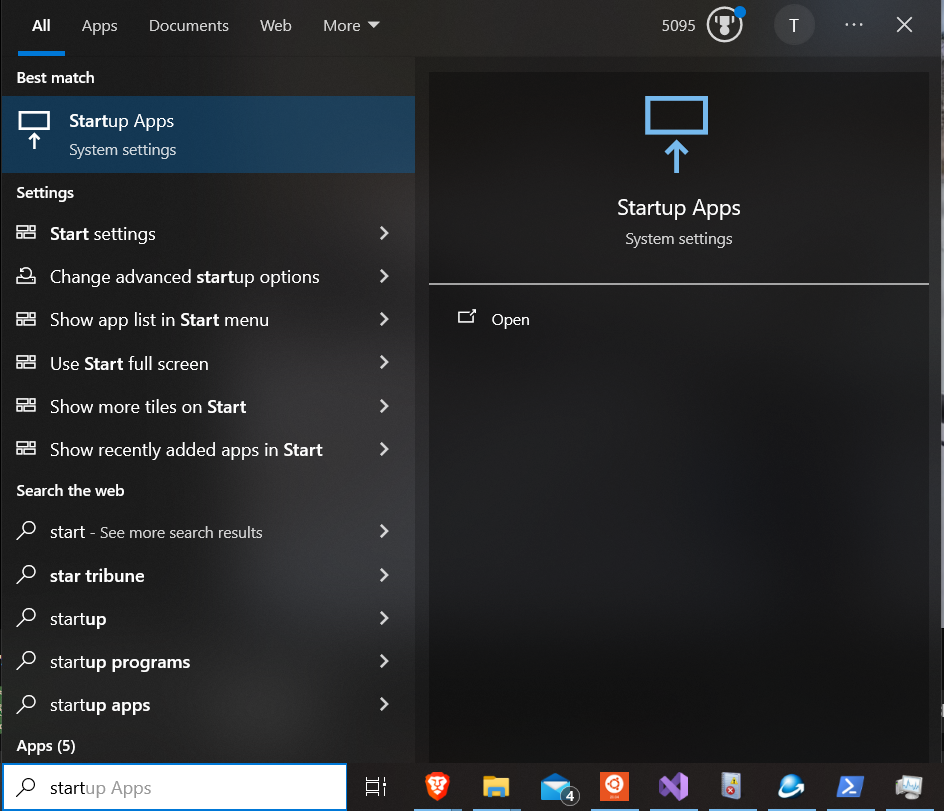 All Apps Documents Web More 5095 T ...
Best match
Startup Apps
System settings
Startup Apps
System settings
Open
Settings
Start settings
Change advanced startup options
Show app list in Start menu
Use Start full screen
Show more tiles on Start
Show recently added apps in Start
Search the web
start - See more search results
star tribune
startup
startup programs
startup apps
Apps (5)
startup Apps
4